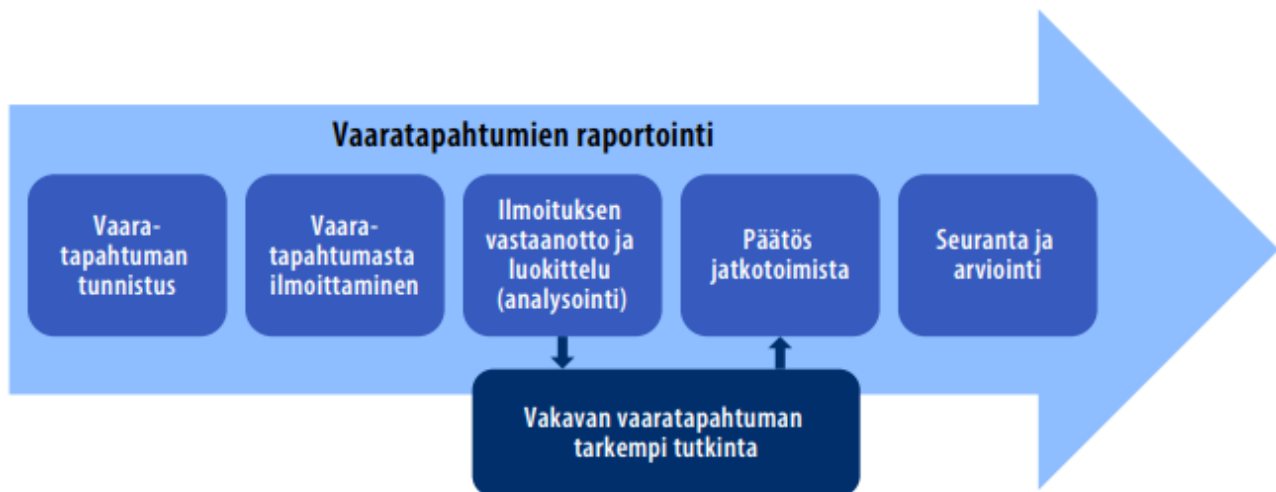 Vaaratapahtumien raportointi
Vaara-
tapahtuman
tunnistus
Vaara-
tapahtumasta
ilmoittaminen
Ilmoituksen
vastaanotto ja
luokittelu
(analysointi)
Päätös
jatkotoimista
Seuranta ja
arviointi
Vakavan vaaratapahtuman
tarkempi tutkinta